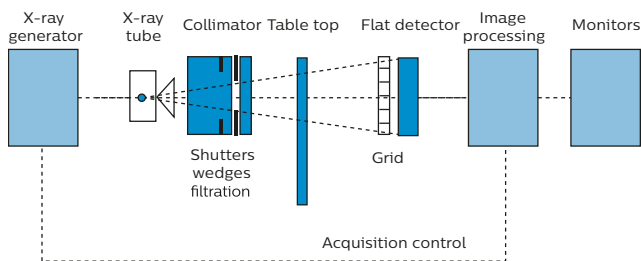 X-ray
generator
X-ray
tube
Collimator
Table top
Flat detector
Image
processing
Monitors
Shutters
wedges
filtration
Grid
Acquisition control